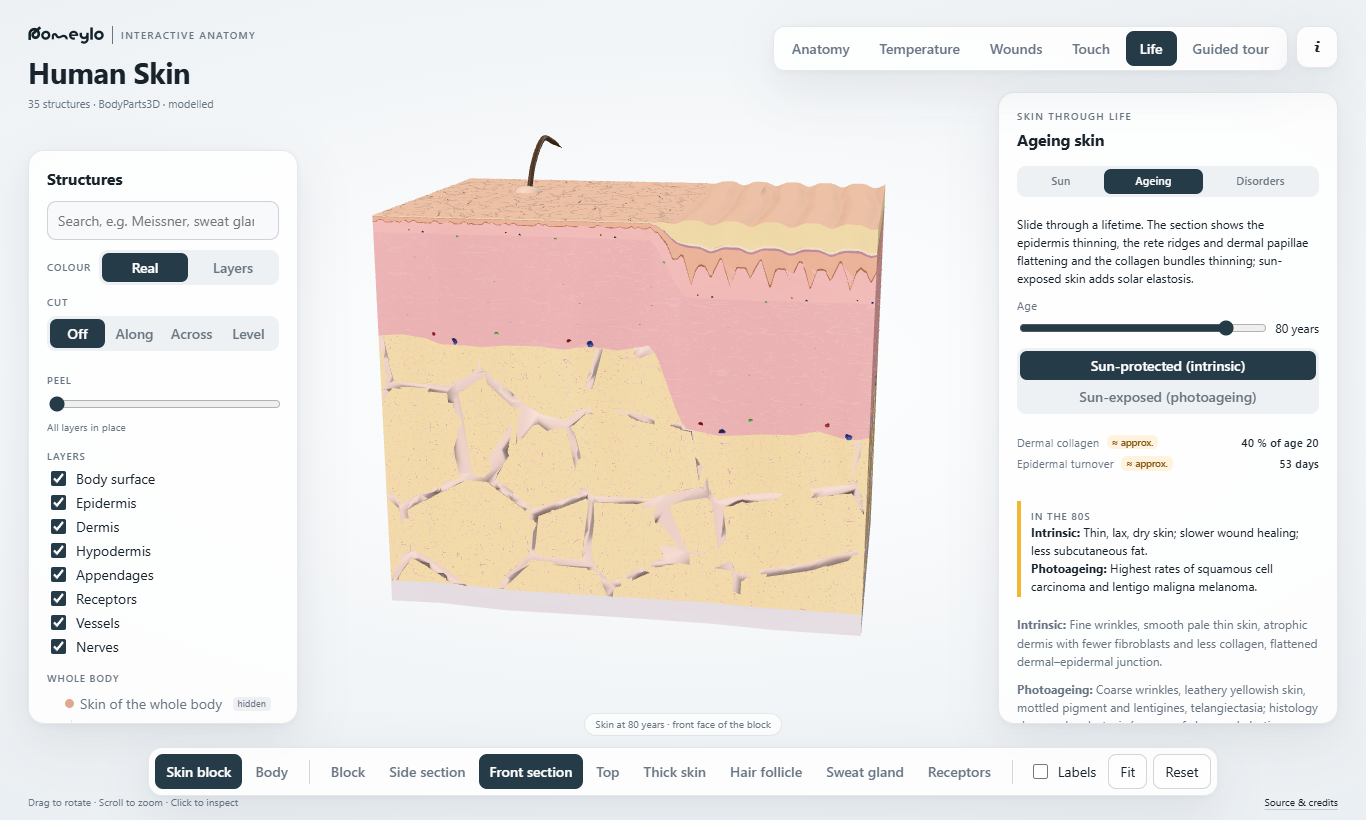 Romeylo
INTERACTIVE ANATOMY
Human Skin
35 structures · BodyParts3D · modelled
Anatomy
Temperature
Wounds
Touch
Life
Guided tour
i
Structures
Search, e.g. Meissner, sweat glan
COLOUR
Real
Layers
CUT
Off
Along
Across
Level
PEEL
All layers in place
LAYERS
Body surface
Epidermis
Dermis
Hypodermis
Appendages
Receptors
Vessels
Nerves
WHOLE BODY
Skin of the whole body
hidden
SKIN THROUGH LIFE
Ageing skin
Sun
Ageing
Disorders
Slide through a lifetime. The section shows the
epidermis thinning, the rete ridges and dermal papillae
flattening and the collagen bundles thinning; sun-
exposed skin adds solar elastosis.
Age
80 years
Sun-protected (intrinsic)
Sun-exposed (photoageing)
Dermal collagen ≈ approx. 40 % of age 20
Epidermal turnover ≈ approx. 53 days
IN THE 80S
Intrinsic: Thin, lax, dry skin; slower wound healing;
less subcutaneous fat.
Photoageing: Highest rates of squamous cell
carcinoma and lentigo maligna melanoma.
Intrinsic: Fine wrinkles, smooth pale thin skin, atrophic
dermis with fewer fibroblasts and less collagen, flattened
dermal–epidermal junction.
Photoageing: Coarse wrinkles, leathery yellowish skin,
mottled pigment and lentigines, telangiectasia; histology
Skin at 80 years · front face of the block
Skin block
Body
Block
Side section
Front section
Top
Thick skin
Hair follicle
Sweat gland
Receptors
Labels
Fit
Reset
Drag to rotate · Scroll to zoom · Click to inspect
Source & credits